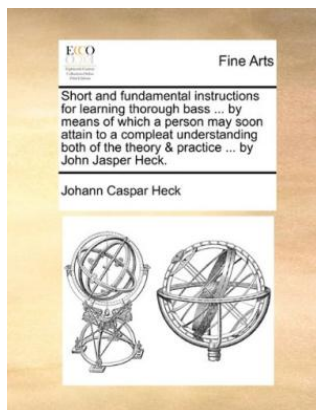 ECCO
Fine Arts
Short and fundamental instructions
for learning thorough bass ... by
means of which a person may soon
attain to a compleat understanding
both of the theory & practice ... by
John Jasper Heck.
Johann Caspar Heck